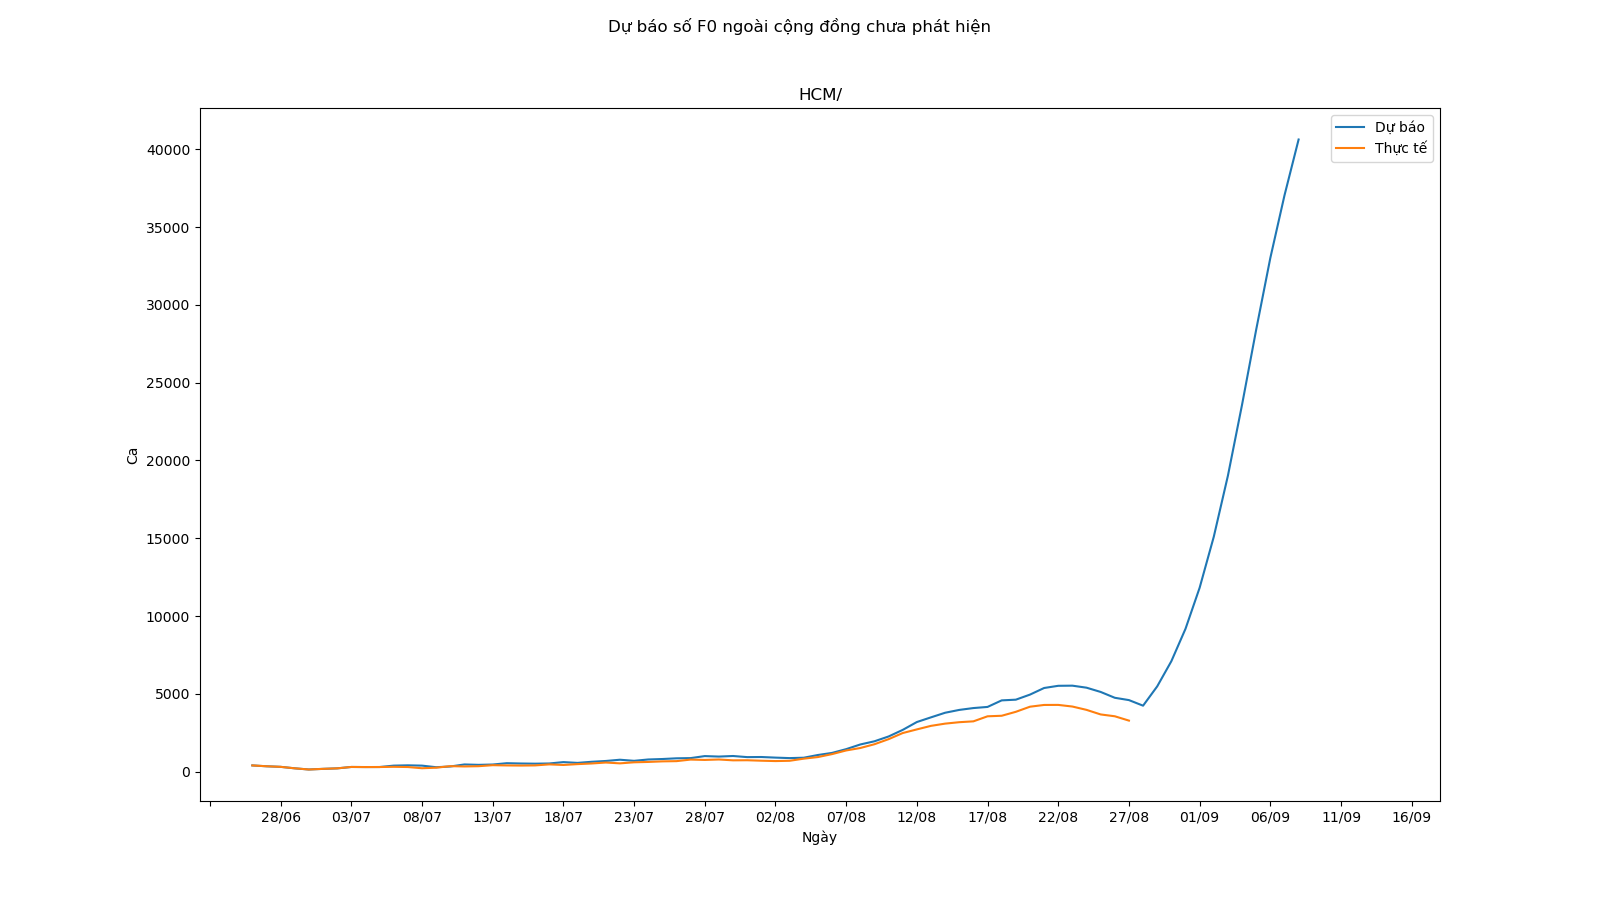 Dự báo số F0 ngoài cộng đồng chưa phát hiện
HCM/
Dự báo
Thực tế
40000
35000
30000
25000
20000
15000
10000
5000
0
Ca
28/06 03/07 08/07 13/07 18/07 23/07 28/07 02/08 07/08 12/08 17/08 22/08 27/08 01/09 06/09 11/09 16/09
Ngày